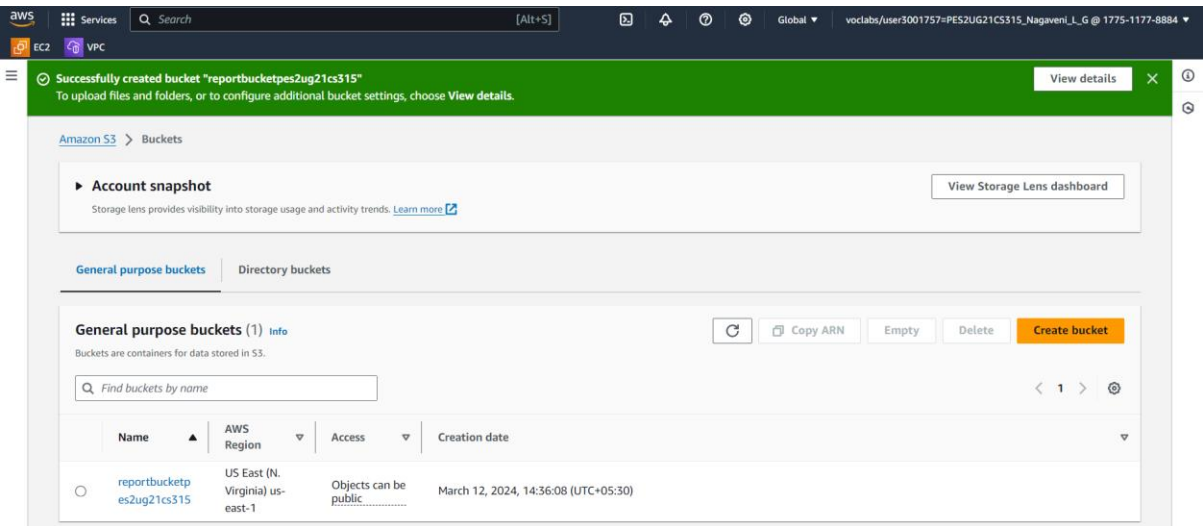 aws
Services
Search
[Alt+S]
Global ▼
voclabs/user3001757=PES2UG21CS315_Nagaveni_L_G @ 1775-1177-8884 ▼
EC2
VPC
Successfully created bucket "reportbucketpes2ug21cs315"
To upload files and folders, or to configure additional bucket settings, choose View details.
View details
Amazon S3 > Buckets
Account snapshot
Storage lens provides visibility into storage usage and activity trends. Learn more
View Storage Lens dashboard
General purpose buckets
Directory buckets
General purpose buckets (1) Info
Buckets are containers for data stored in S3.
Copy ARN
Empty
Delete
Create bucket
Find buckets by name
1
Name
AWS
Region
Access
Creation date
reportbucketp
es2ug21cs315
US East (N.
Virginia) us-
east-1
Objects can be
public
March 12, 2024, 14:36:08 (UTC+05:30)